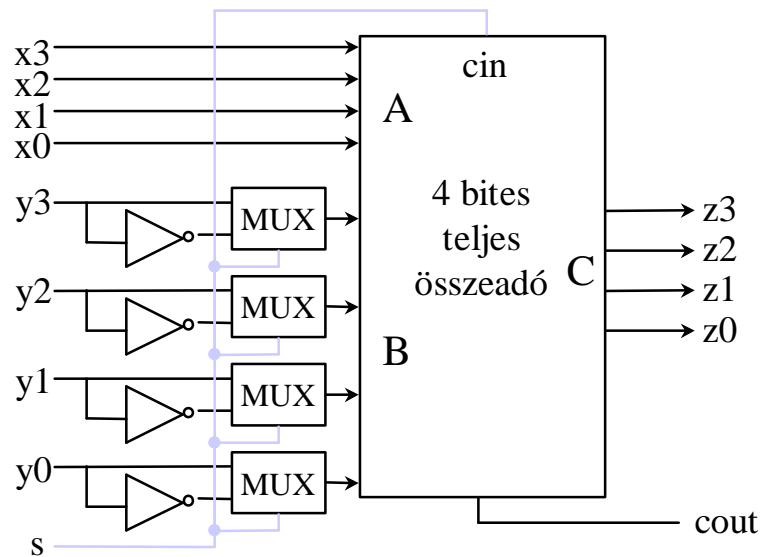 x3
x2
x1
x0
y3
y2
y1
y0
s
MUX
MUX
MUX
MUX
cin
A
B
4 bites
teljes
összeadó
C
z3
z2
z1
z0
cout